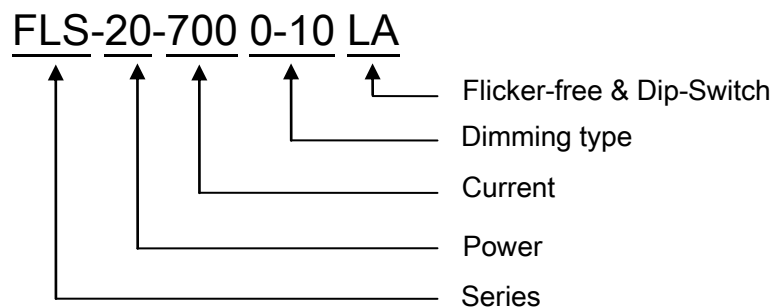 FLS-20-700 0-10 LA
Flicker-free & Dip-Switch
Dimming type
Current
Power
Series